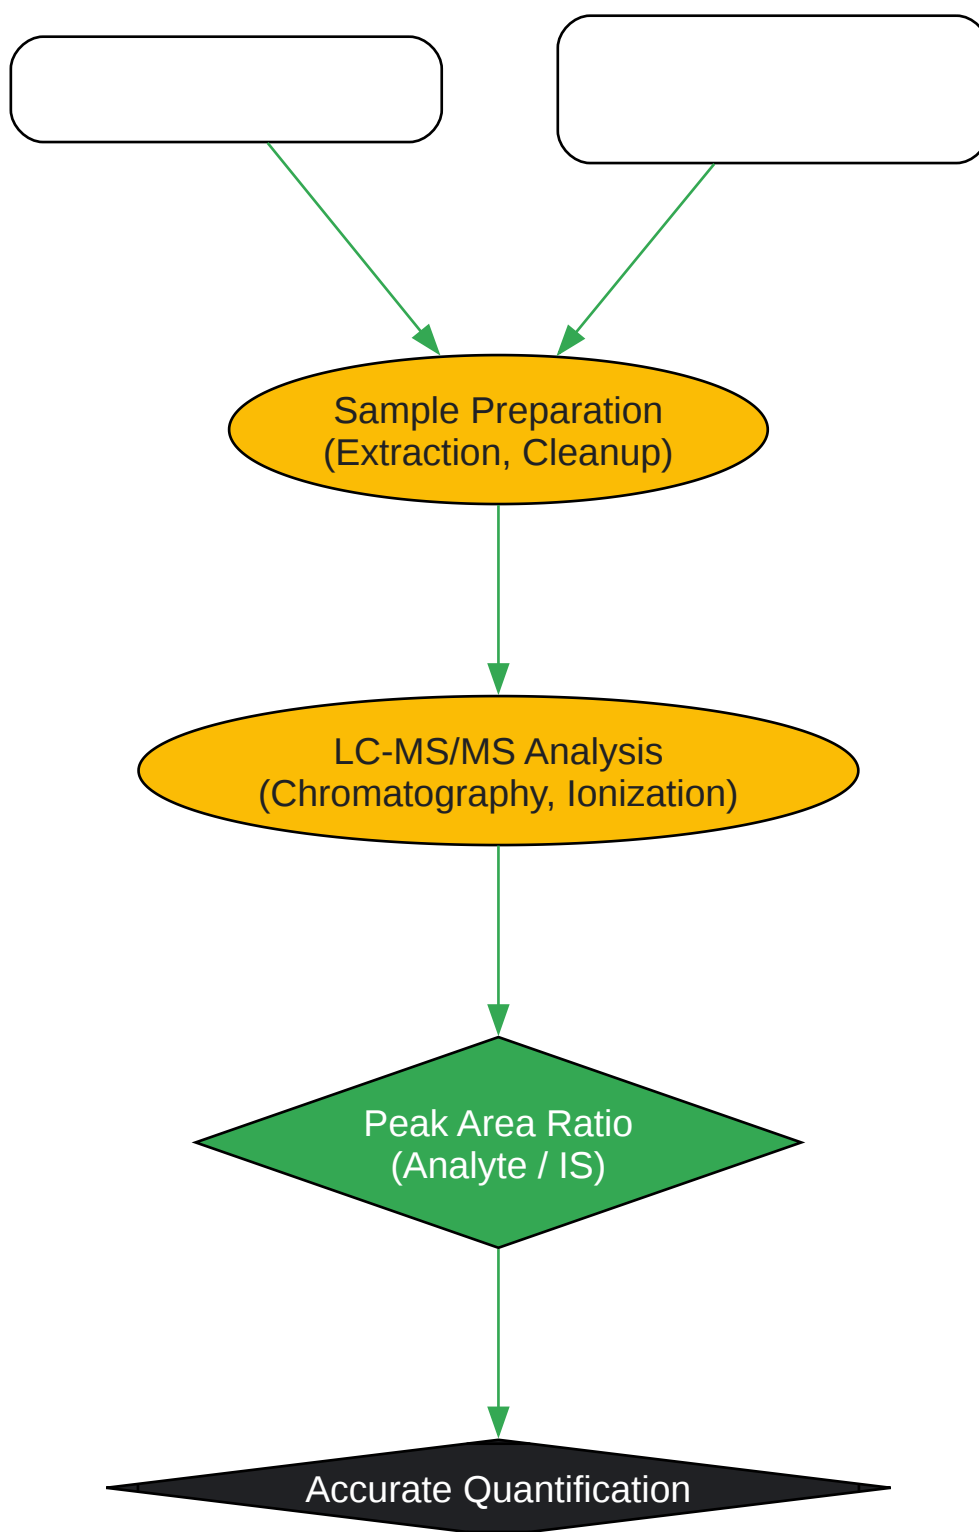 Sample Preparation
(Extraction, Cleanup)
LC-MS/MS Analysis
(Chromatography, Ionization)
Peak Area Ratio
(Analyte / IS)
Accurate Quantification